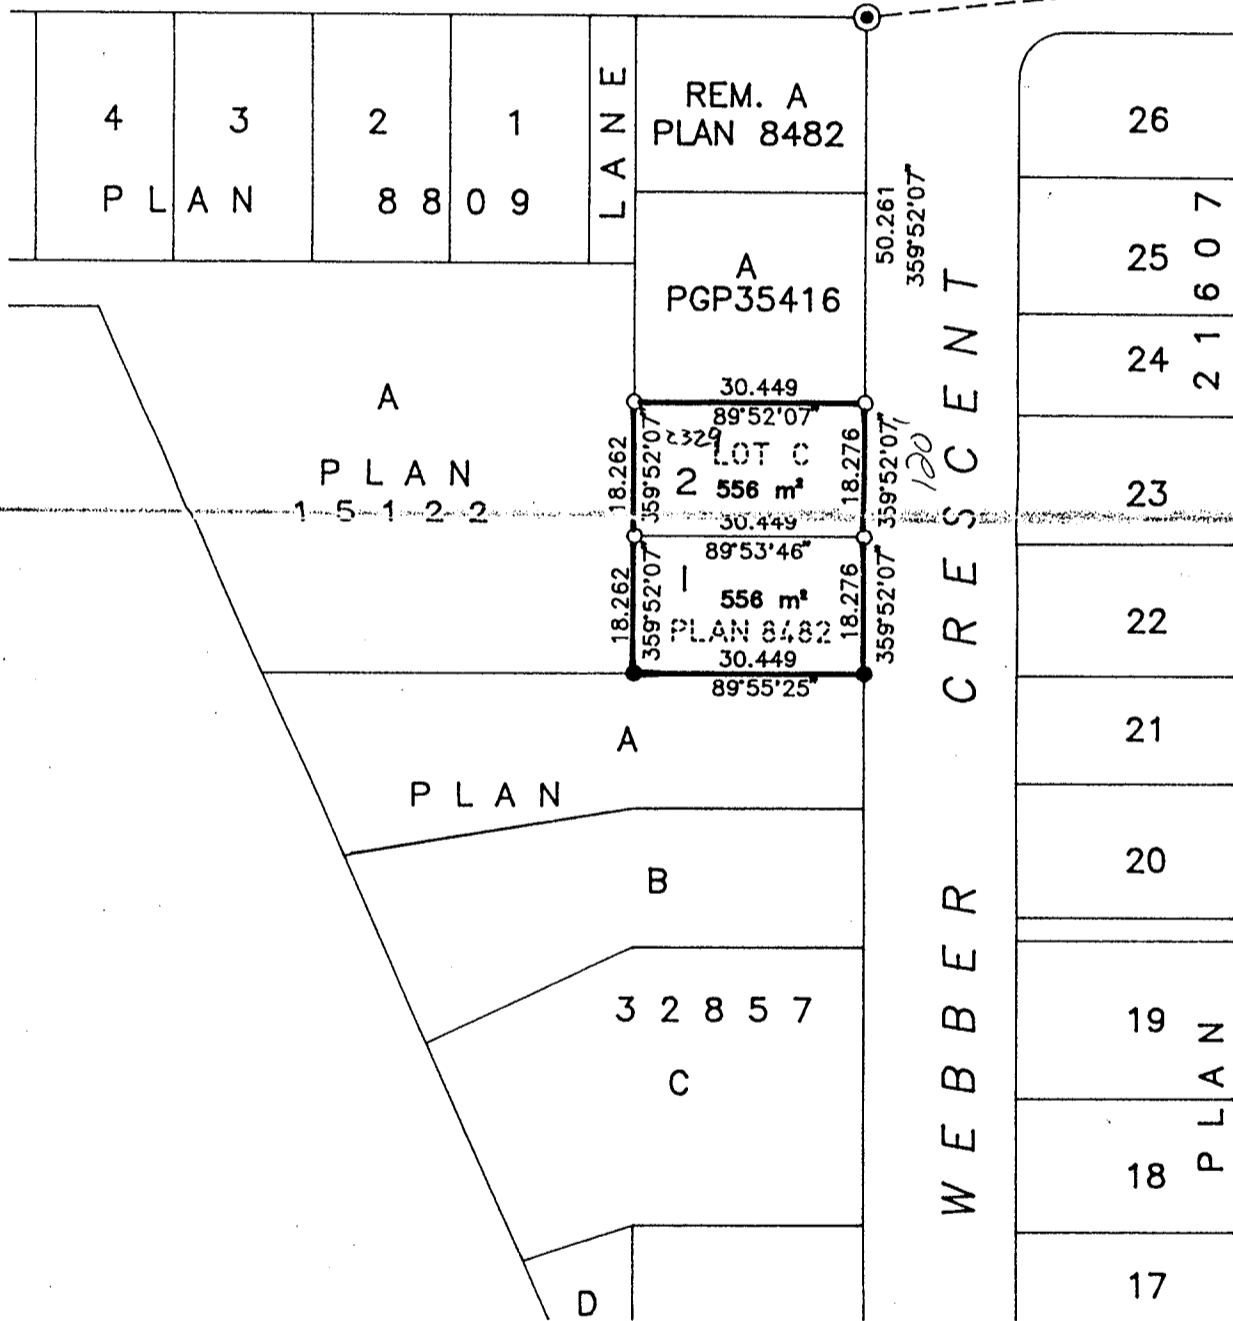 4 3 2 1
PLAN 8809
LANE
REM. A
PLAN 8482
A
PGP35416
50.261
359°52'07"
26
25
24
23
22
21
20
19
18
17
PLAN 21607
WEBBER CRESCENT
A
PLAN
15122
30.449
89°52'07"
18.262
359°52'07"
2329
LOT C
2 556 m²
18.276
359°52'07"
120
30.449
89°53'46"
18.262
359°52'07"
1
556 m²
PLAN 8482
18.276
359°52'07"
30.449
89°55'25"
A
PLAN
B
32857
C
D